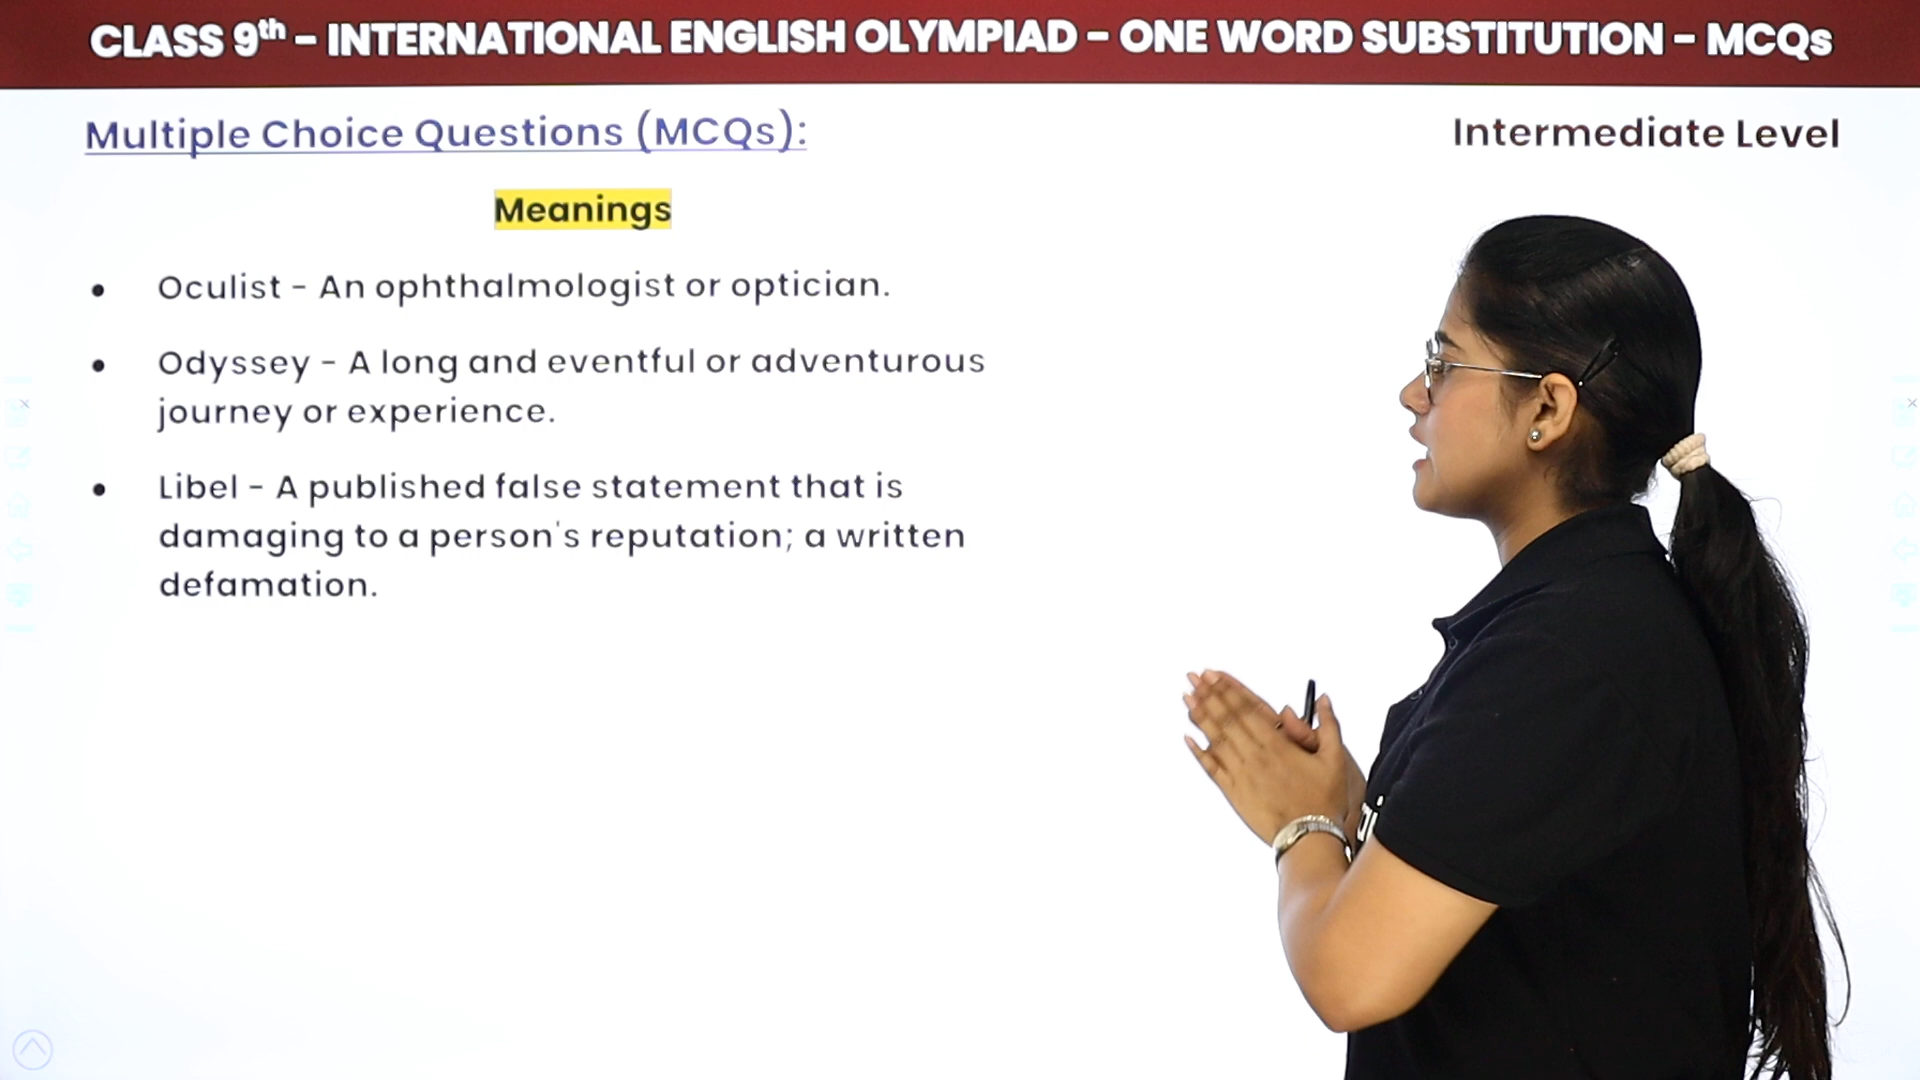 CLASS 9th - INTERNATIONAL ENGLISH OLYMPIAD - ONE WORD SUBSTITUTION - MCQs
Multiple Choice Questions (MCQs):
Intermediate Level
Meanings
• Oculist - An ophthalmologist or optician.
• Odyssey - A long and eventful or adventurous
journey or experience.
• Libel - A published false statement that is
damaging to a person's reputation; a written
defamation.